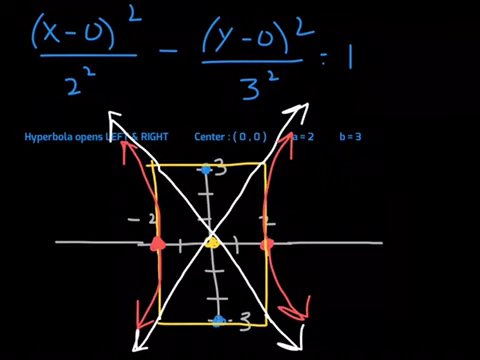 (x-0)²/2² - (y-0)²/3² = 1
Hyperbola opens LEFT & RIGHT Center : ( 0 , 0 ) a = 2 b = 3
3
-2 2
-3